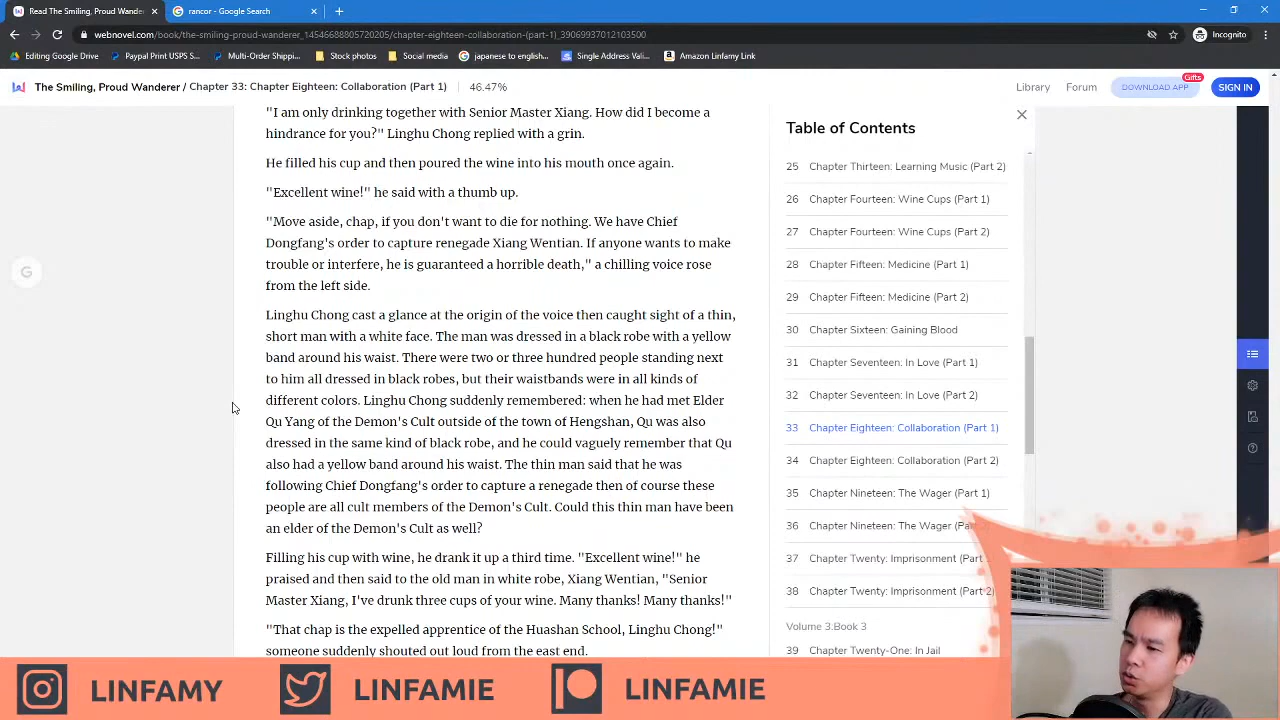 Read The Smiling, Proud Wander
rancor - Google Search
webnovel.com/book/the-smiling-proud-wanderer_14546688805720205/chapter-eighteen-collaboration-(part-1)_39069937012103500
Incognito
Editing Google Drive
Paypal Print USPS S...
Multi-Order Shippi...
Stock photos
Social media
japanese to english...
Single Address Vali...
Amazon Linfamy Link
The Smiling, Proud Wanderer / Chapter 33: Chapter Eighteen: Collaboration (Part 1)
46.47%
Library
Forum
DOWNLOAD APP
Gifts
SIGN IN
"I am only drinking together with Senior Master Xiang. How did I become a
hindrance for you?" Linghu Chong replied with a grin.
He filled his cup and then poured the wine into his mouth once again.
"Excellent wine!" he said with a thumb up.
"Move aside, chap, if you don't want to die for nothing. We have Chief
Dongfang's order to capture renegade Xiang Wentian. If anyone wants to make
trouble or interfere, he is guaranteed a horrible death," a chilling voice rose
from the left side.
Linghu Chong cast a glance at the origin of the voice then caught sight of a thin,
short man with a white face. The man was dressed in a black robe with a yellow
band around his waist. There were two or three hundred people standing next
to him all dressed in black robes, but their waistbands were in all kinds of
different colors. Linghu Chong suddenly remembered: when he had met Elder
Qu Yang of the Demon's Cult outside of the town of Hengshan, Qu was also
dressed in the same kind of black robe, and he could vaguely remember that Qu
also had a yellow band around his waist. The thin man said that he was
following Chief Dongfang's order to capture a renegade then of course these
people are all cult members of the Demon's Cult. Could this thin man have been
an elder of the Demon's Cult as well?
Filling his cup with wine, he drank it up a third time. "Excellent wine!" he
praised and then said to the old man in white robe, Xiang Wentian, "Senior
Master Xiang, I've drunk three cups of your wine. Many thanks! Many thanks!"
"That chap is the expelled apprentice of the Huashan School, Linghu Chong!"
someone suddenly shouted out loud from the east end.
Table of Contents
25 Chapter Thirteen: Learning Music (Part 2)
26 Chapter Fourteen: Wine Cups (Part 1)
27 Chapter Fourteen: Wine Cups (Part 2)
28 Chapter Fifteen: Medicine (Part 1)
29 Chapter Fifteen: Medicine (Part 2)
30 Chapter Sixteen: Gaining Blood
31 Chapter Seventeen: In Love (Part 1)
32 Chapter Seventeen: In Love (Part 2)
33 Chapter Eighteen: Collaboration (Part 1)
34 Chapter Eighteen: Collaboration (Part 2)
35 Chapter Nineteen: The Wager (Part 1)
36 Chapter Nineteen: The Wager (Pa
37 Chapter Twenty: Imprisonment (Part
38 Chapter Twenty: Imprisonment (Part 2)
Volume 3:Book 3
39 Chapter Twenty-One: In Jail
LINFAMY
LINFAMIE
LINFAMIE